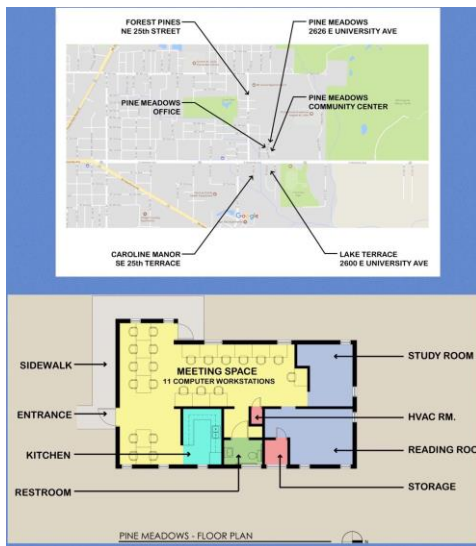 FOREST PINES
NE 25th STREET
PINE MEADOWS
2626 E UNIVERSITY AVE
PINE MEADOWS
OFFICE
PINE MEADOWS
COMMUNITY CENTER
Google
CAROLINE MANOR
SE 25th TERRACE
LAKE TERRACE
2600 E UNIVERSITY AVE
SIDEWALK
MEETING SPACE
11 COMPUTER WORKSTATIONS
STUDY ROOM
ENTRANCE
HVAC RM.
KITCHEN
READING ROO
RESTROOM
STORAGE
PINE MEADOWS - FLOOR PLAN
N